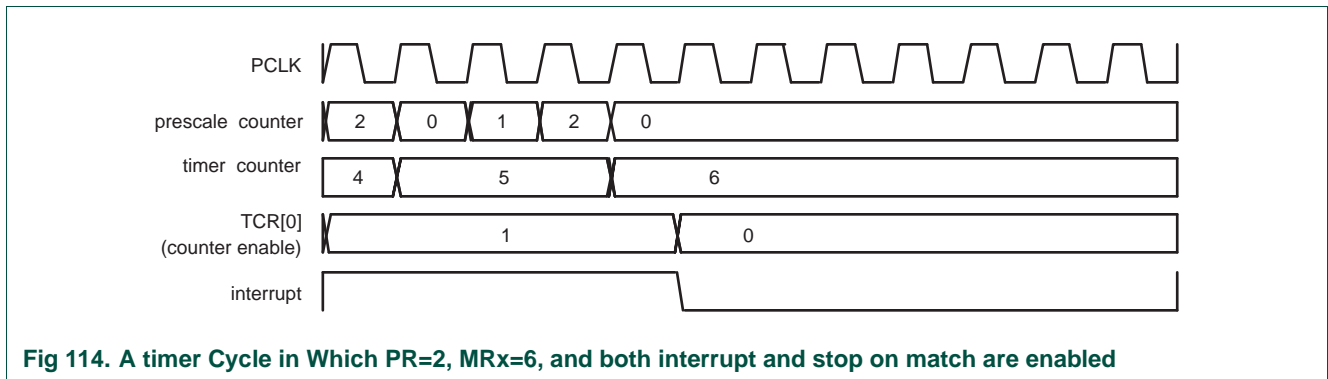 PCLK
prescale counter 2 0 1 2 0
timer counter 4 5 6
TCR[0] 1 0
(counter enable)
interrupt
Fig 114. A timer Cycle in Which PR=2, MRx=6, and both interrupt and stop on match are enabled